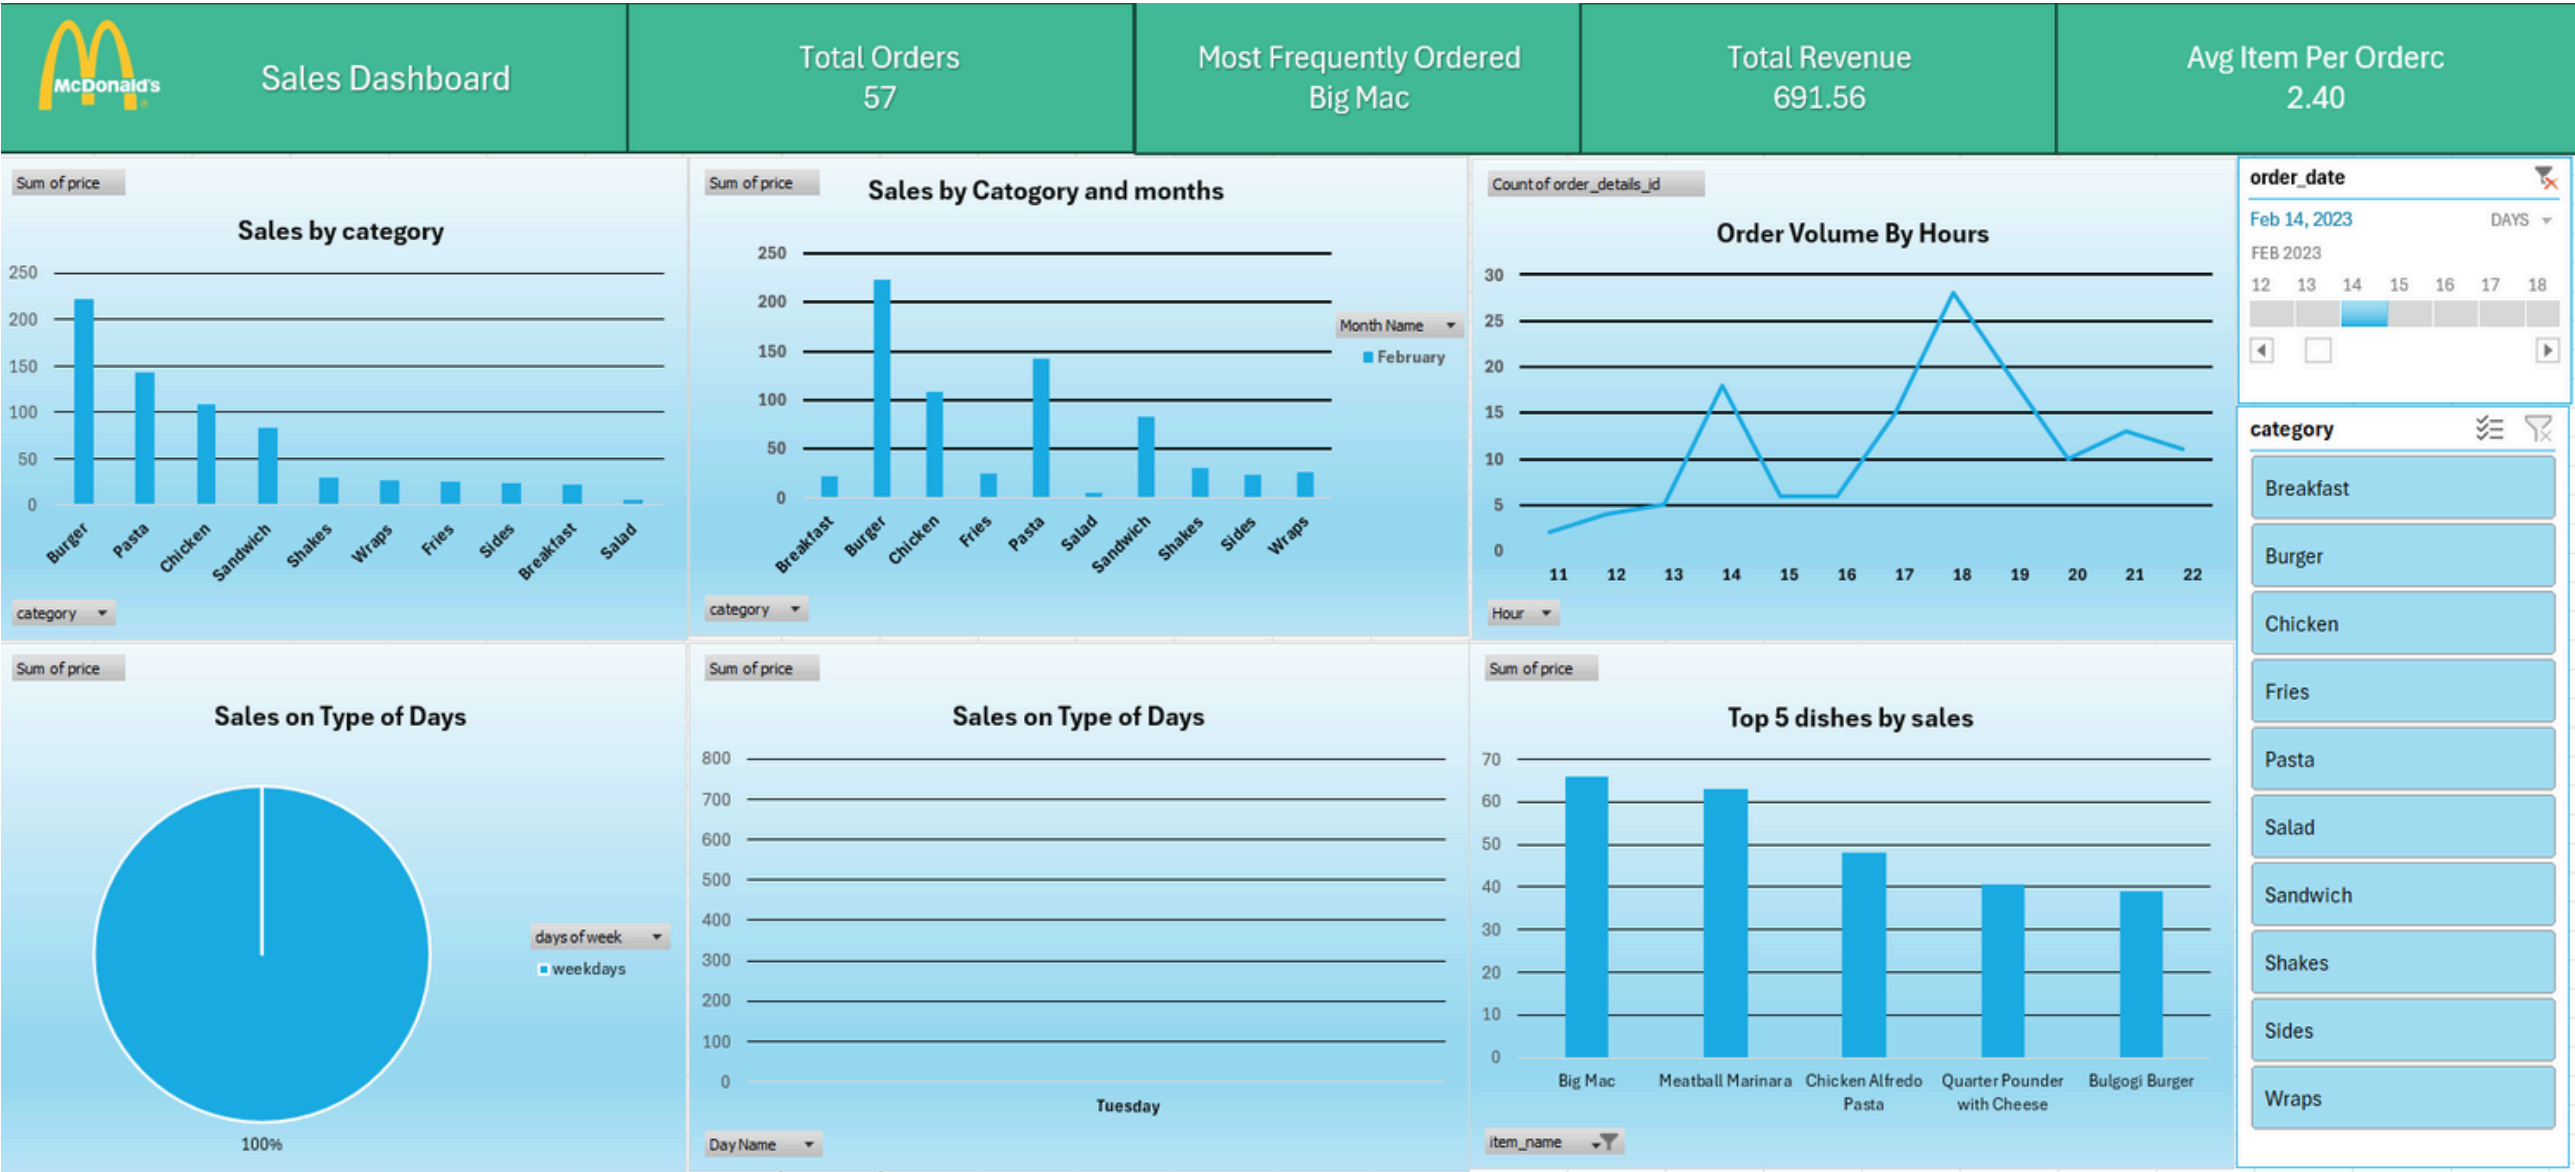 McDonald's
Sales Dashboard
Total Orders
57
Most Frequently Ordered
Big Mac
Total Revenue
691.56
Avg Item Per Orderc
2.40
Sum of price
Sales by category
250
200
150
100
50
0
Burger
Pasta
Chicken
Sandwich
Shakes
Wraps
Fries
Sides
Breakfast
Salad
category
Sum of price
Sales by Catogory and months
250
200
150
100
50
0
Breakfast
Burger
Chicken
Fries
Pasta
Salad
Sandwich
Shakes
Sides
Wraps
Month Name
February
category
Count of order_details_id
Order Volume By Hours
30
25
20
15
10
5
0
11 12 13 14 15 16 17 18 19 20 21 22
Hour
order_date
Feb 14, 2023 DAYS
FEB 2023
12 13 14 15 16 17 18
category
Breakfast
Burger
Chicken
Fries
Pasta
Salad
Sandwich
Shakes
Sides
Wraps
Sum of price
Sales on Type of Days
days of week
weekdays
100%
Sum of price
Sales on Type of Days
800
700
600
500
400
300
200
100
0
Tuesday
Day Name
Sum of price
Top 5 dishes by sales
70
60
50
40
30
20
10
0
Big Mac
Meatball Marinara
Chicken Alfredo
Pasta
Quarter Pounder
with Cheese
Bulgogi Burger
item_name